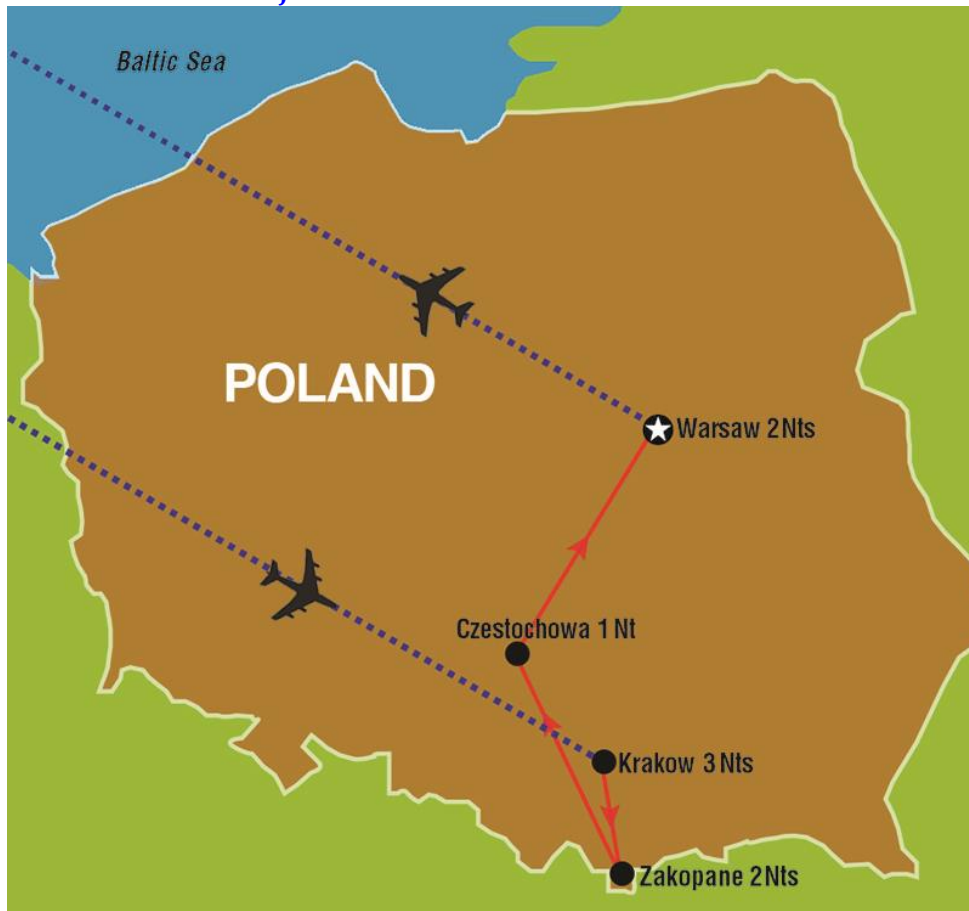 Baltic Sea
POLAND
Warsaw 2Nts
Czestochowa 1 Nt
Krakow 3 Nts
Zakopane 2Nts